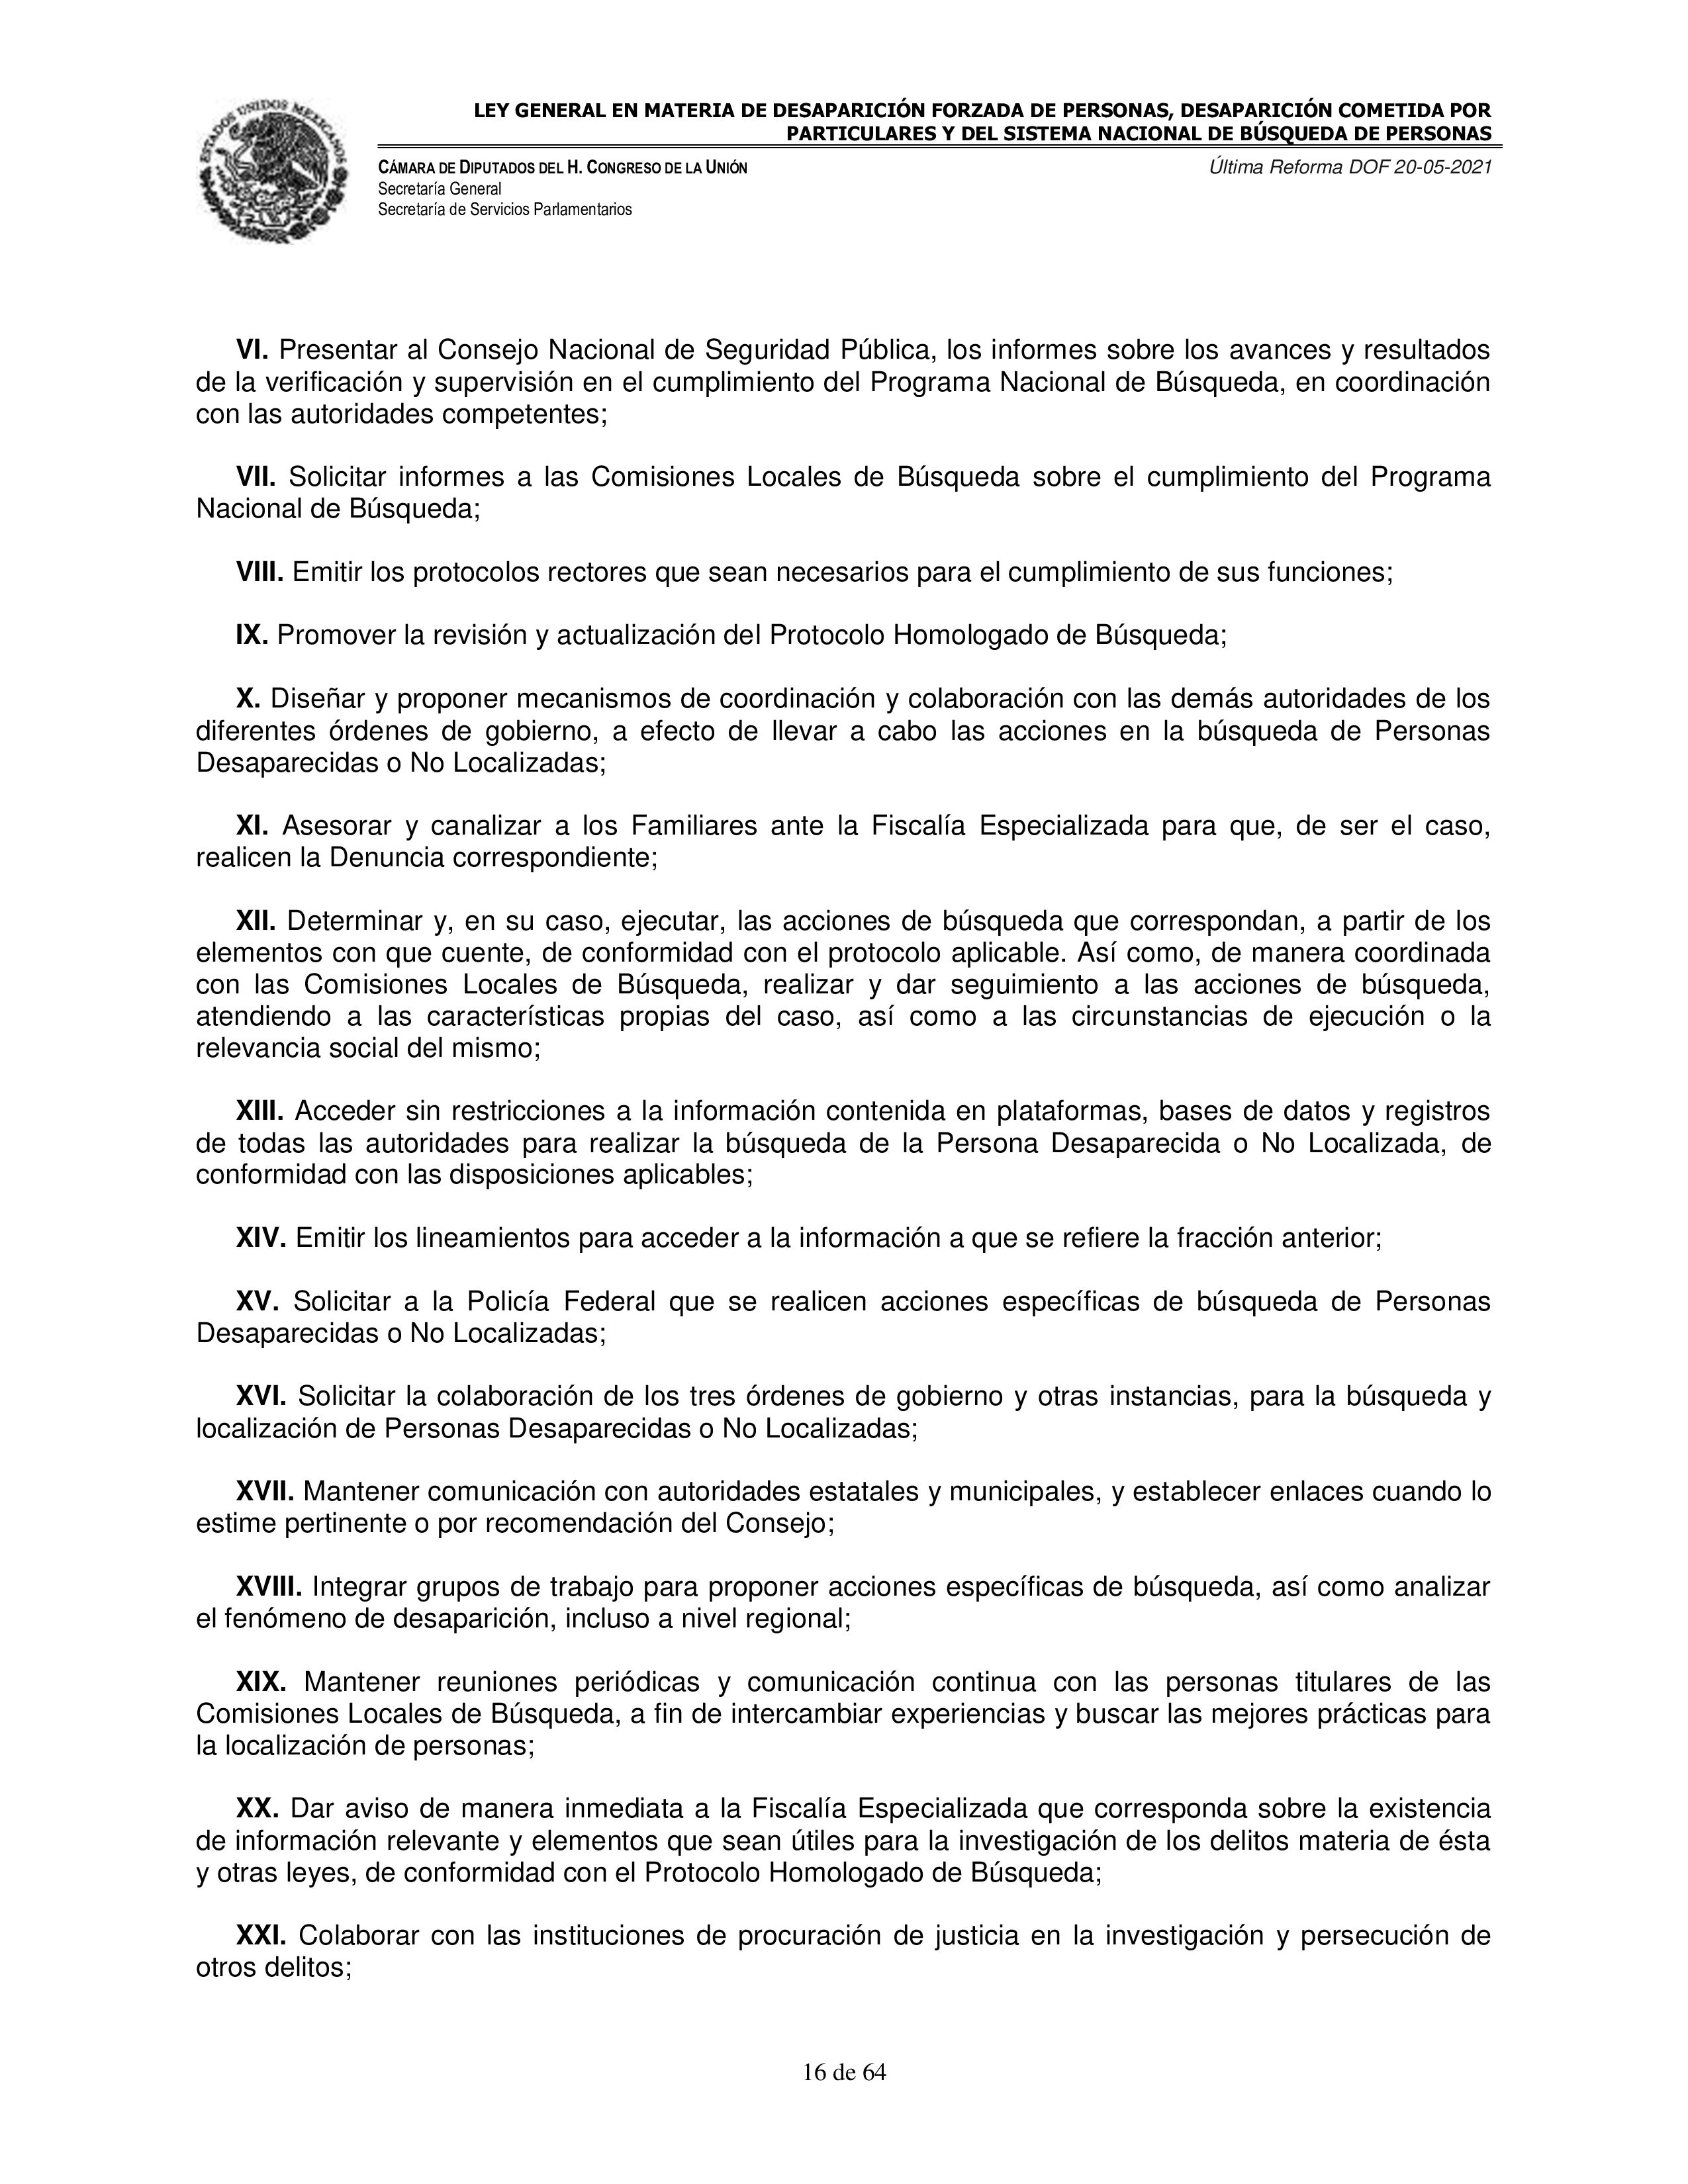 ESTADOS UNIDOS MEXICANOS
LEY GENERAL EN MATERIA DE DESAPARICIÓN FORZADA DE PERSONAS, DESAPARICIÓN COMETIDA POR
PARTICULARES Y DEL SISTEMA NACIONAL DE BÚSQUEDA DE PERSONAS
CÁMARA DE DIPUTADOS DEL H. CONGRESO DE LA UNIÓN
Secretaría General
Secretaría de Servicios Parlamentarios
Última Reforma DOF 20-05-2021
VI. Presentar al Consejo Nacional de Seguridad Pública, los informes sobre los avances y resultados
de la verificación y supervisión en el cumplimiento del Programa Nacional de Búsqueda, en coordinación
con las autoridades competentes;
VII. Solicitar informes a las Comisiones Locales de Búsqueda sobre el cumplimiento del Programa
Nacional de Búsqueda;
VIII. Emitir los protocolos rectores que sean necesarios para el cumplimiento de sus funciones;
IX. Promover la revisión y actualización del Protocolo Homologado de Búsqueda;
X. Diseñar y proponer mecanismos de coordinación y colaboración con las demás autoridades de los
diferentes órdenes de gobierno, a efecto de llevar a cabo las acciones en la búsqueda de Personas
Desaparecidas o No Localizadas;
XI. Asesorar y canalizar a los Familiares ante la Fiscalía Especializada para que, de ser el caso,
realicen la Denuncia correspondiente;
XII. Determinar y, en su caso, ejecutar, las acciones de búsqueda que correspondan, a partir de los
elementos con que cuente, de conformidad con el protocolo aplicable. Así como, de manera coordinada
con las Comisiones Locales de Búsqueda, realizar y dar seguimiento a las acciones de búsqueda,
atendiendo a las características propias del caso, así como a las circunstancias de ejecución o la
relevancia social del mismo;
XIII. Acceder sin restricciones a la información contenida en plataformas, bases de datos y registros
de todas las autoridades para realizar la búsqueda de la Persona Desaparecida o No Localizada, de
conformidad con las disposiciones aplicables;
XIV. Emitir los lineamientos para acceder a la información a que se refiere la fracción anterior;
XV. Solicitar a la Policía Federal que se realicen acciones específicas de búsqueda de Personas
Desaparecidas o No Localizadas;
XVI. Solicitar la colaboración de los tres órdenes de gobierno y otras instancias, para la búsqueda y
localización de Personas Desaparecidas o No Localizadas;
XVII. Mantener comunicación con autoridades estatales y municipales, y establecer enlaces cuando lo
estime pertinente o por recomendación del Consejo;
XVIII. Integrar grupos de trabajo para proponer acciones específicas de búsqueda, así como analizar
el fenómeno de desaparición, incluso a nivel regional;
XIX. Mantener reuniones periódicas y comunicación continua con las personas titulares de las
Comisiones Locales de Búsqueda, a fin de intercambiar experiencias y buscar las mejores prácticas para
la localización de personas;
XX. Dar aviso de manera inmediata a la Fiscalía Especializada que corresponda sobre la existencia
de información relevante y elementos que sean útiles para la investigación de los delitos materia de ésta
y otras leyes, de conformidad con el Protocolo Homologado de Búsqueda;
XXI. Colaborar con las instituciones de procuración de justicia en la investigación y persecución de
otros delitos;
16 de 64